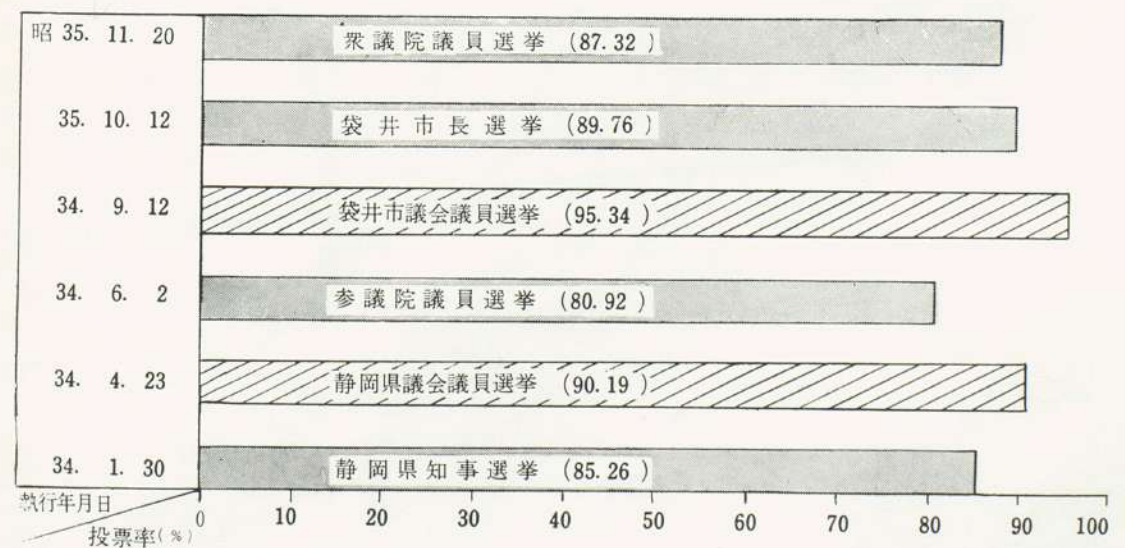 昭 35. 11. 20 衆議院議員選挙 (87.32)
35. 10. 12 袋井市長選挙 (89.76)
34. 9. 12 袋井市議会議員選挙 (95.34)
34. 6. 2 参議院議員選挙 (80.92)
34. 4. 23 静岡県議会議員選挙 (90.19)
34. 1. 30 静岡県知事選挙 (85.26)
執行年月日
投票率(%)
0 10 20 30 40 50 60 70 80 90 100